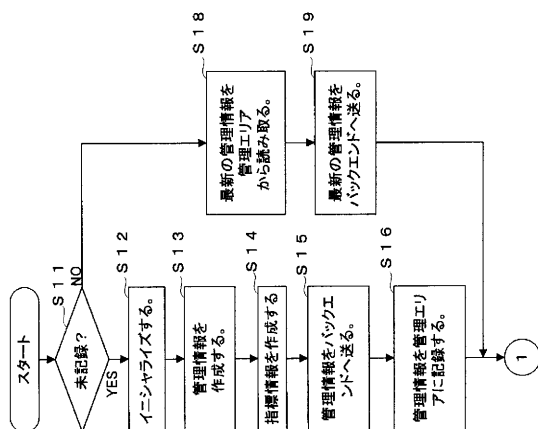 スタート
S11
未記録？
NO
YES
S12
イニシャライズする。
S13
管理情報を
作成する。
S14
指標情報を作成する
S15
管理情報をバックエ
ンドへ送る。
S16
管理情報を管理エリ
アに記録する。
S18
最新の管理情報を
管理エリア
から読み取る。
S19
最新の管理情報を
バックエンドへ送る。
1